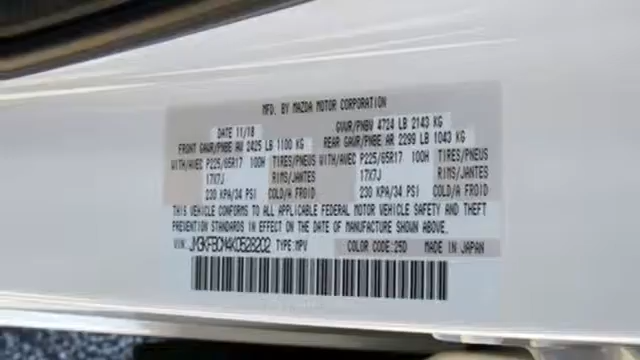 MFD. BY MAZDA MOTOR CORPORATION
DATE 11/18 GVWR/PNBV 4724 LB 2143 KG
FRONT GAWR/PNBE AV 2425 LB 1100 KG REAR GAWR/PNBE AR 2299 LB 1043 KG
WITH/AVEC P225/65R17 100H TIRES/PNEUS WITH/AVEC P225/65R17 100H TIRES/PNEUS
17X7J RIMS/JANTES 17X7J RIMS/JANTES
230 KPA/34 PSI COLD/A FROID 230 KPA/34 PSI COLD/A FROID
THIS VEHICLE CONFORMS TO ALL APPLICABLE FEDERAL MOTOR VEHICLE SAFETY AND THEFT
PREVENTION STANDARDS IN EFFECT ON THE DATE OF MANUFACTURE SHOWN ABOVE.
VIN: TYPE:MPV COLOR CODE:25D MADE IN JAPAN